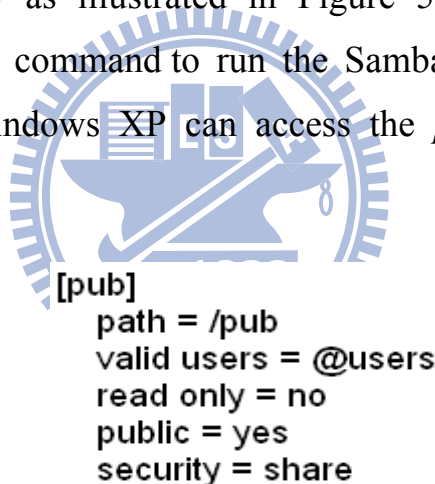 as illustrated in Figure 5
command to run the Samba
ndows XP can access the p
[pub]
path = /pub
valid users = @users
read only = no
public = yes
security = share